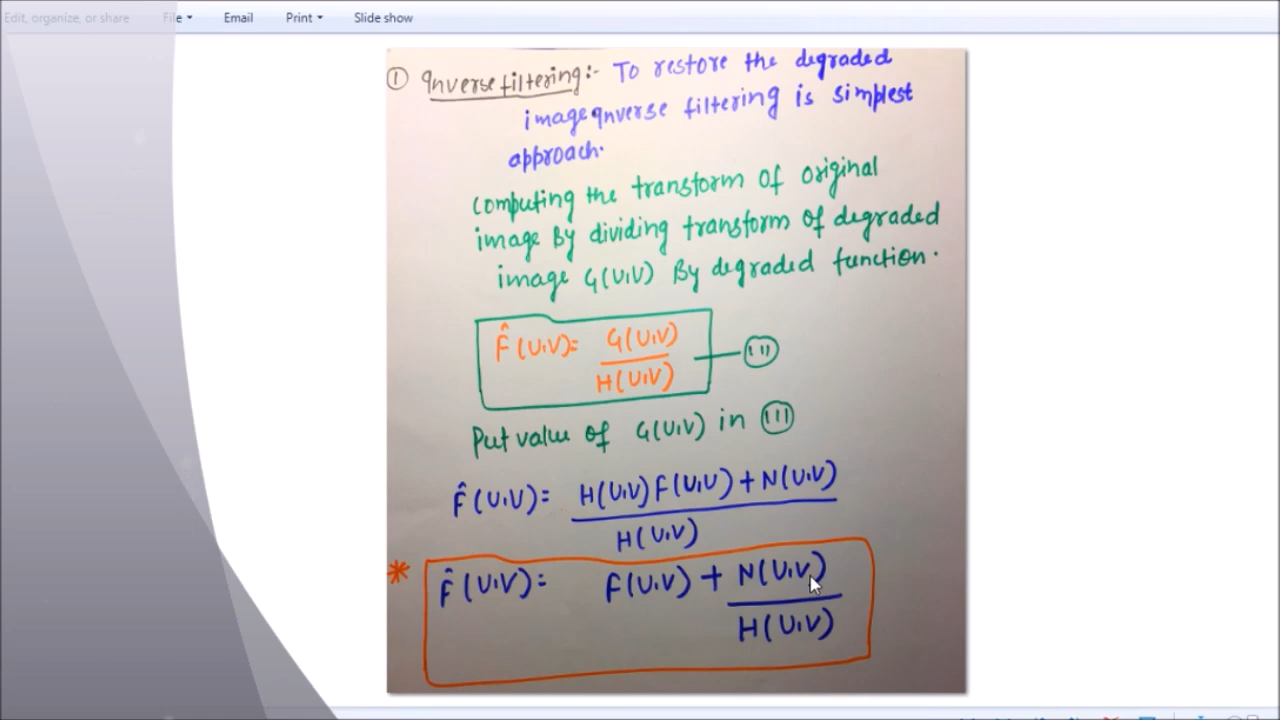 Edit, organize, or share File Email Print Slide show
① Inverse filtering:- To restore the degraded
image Inverse filtering is simplest
approach.
Computing the transform of original
image By dividing transform of degraded
image G(U,V) By degraded function.
F̂(U,V)= G(U,V)
H(U,V)
(III)
Put value of G(U,V) in (III)
F̂(U,V)= H(U,V) F(U,V) + N(U,V)
H(U,V)
* F̂(U,V)= F(U,V) + N(U,V)
H(U,V)